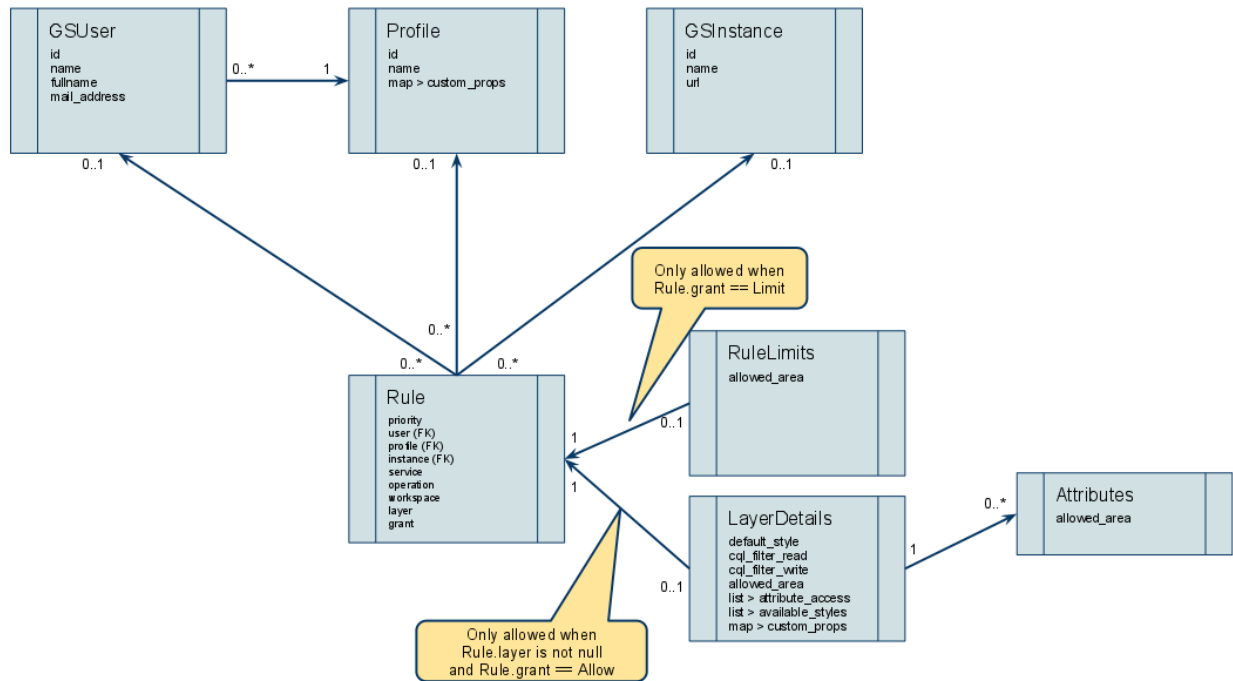 GSUser
id
name
fullname
mail_address
0..*
1
Profile
id
name
map > custom_props
GSInstance
id
name
url
0..1
0..1
0..1
Only allowed when
Rule.grant == Limit
0..*
0..*
0..*
Rule
priority
user (FK)
profile (FK)
instance (FK)
service
operation
workspace
layer
grant
RuleLimits
allowed_area
0..1
1
1
LayerDetails
default_style
cql_filter_read
cql_filter_write
allowed_area
list > attribute_access
list > available_styles
map > custom_props
0..1
1
0..*
Attributes
allowed_area
Only allowed when
Rule.layer is not null
and Rule.grant == Allow